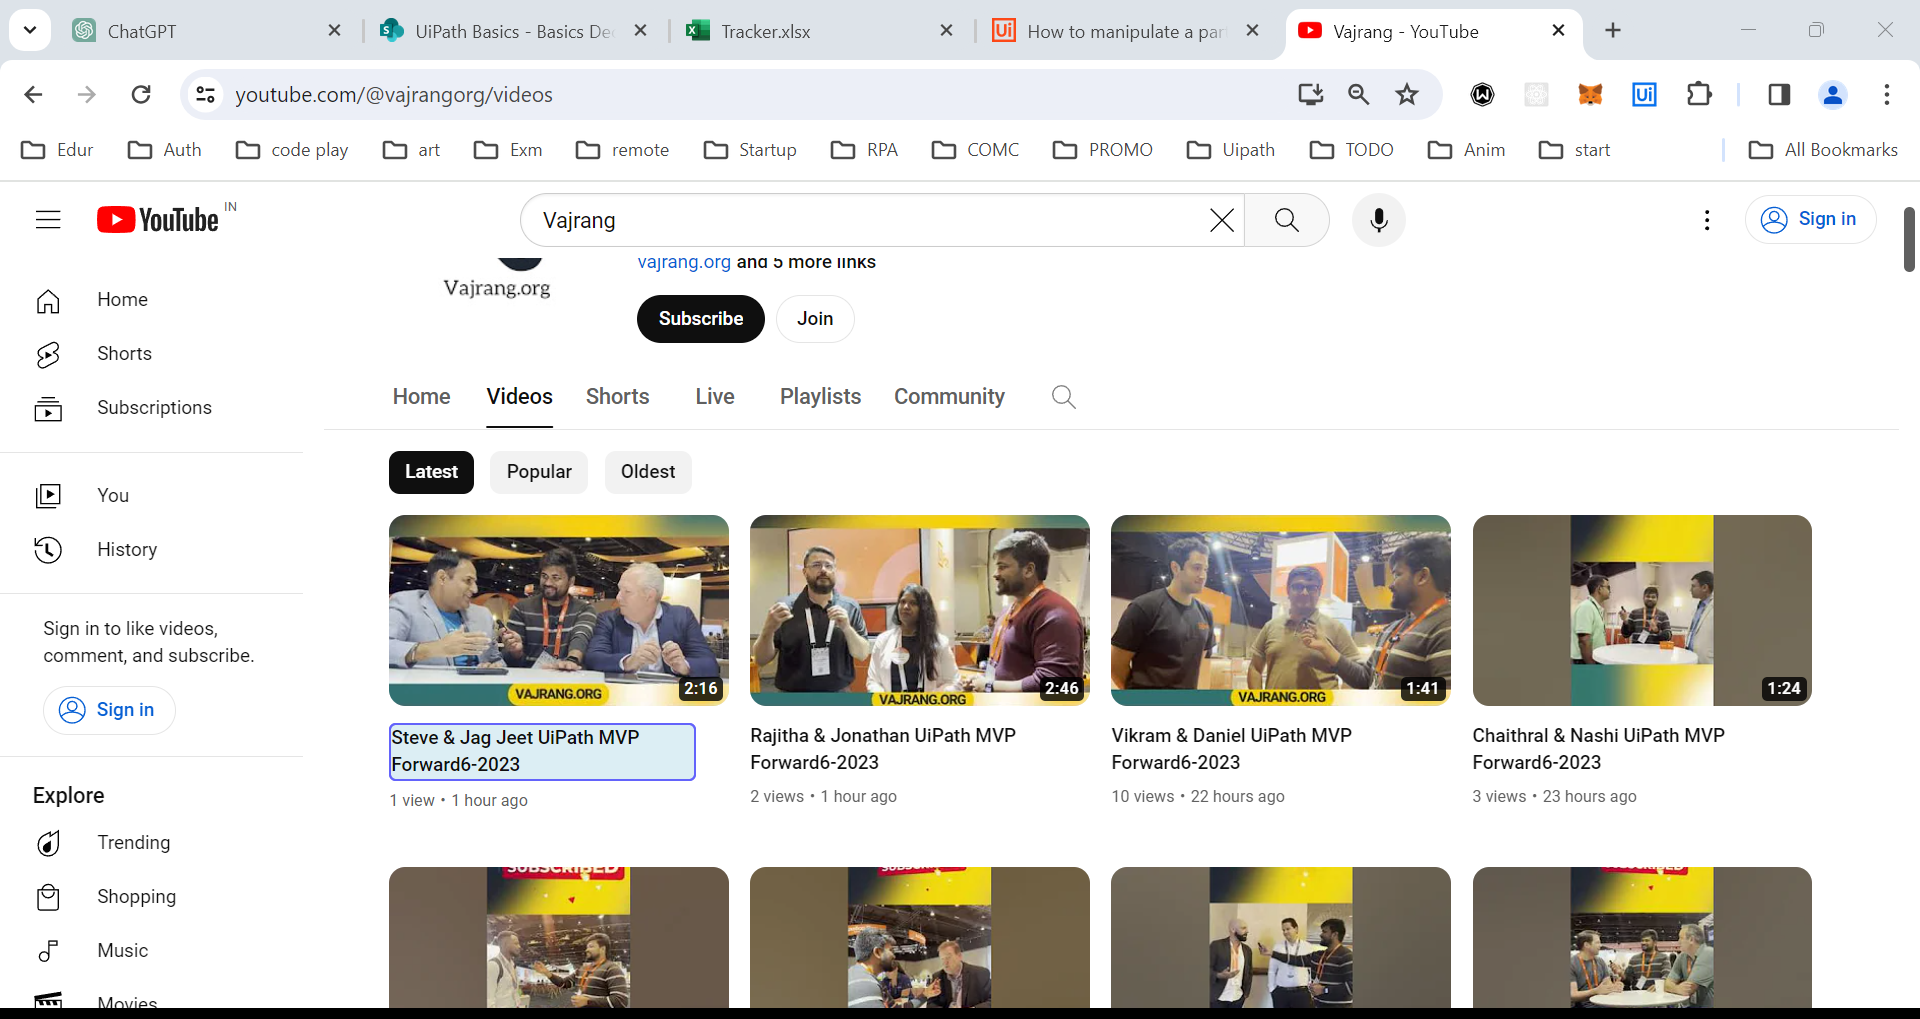 ChatGPT
UiPath Basics - Basics De
Tracker.xlsx
How to manipulate a par
Vajrang - YouTube
youtube.com/@vajrangorg/videos
Edur
Auth
code play
art
Exm
remote
Startup
RPA
COMC
PROMO
Uipath
TODO
Anim
start
All Bookmarks
YouTube IN
Vajrang
Sign in
Home
Shorts
Subscriptions
You
History
Sign in to like videos,
comment, and subscribe.
Sign in
Explore
Trending
Shopping
Music
Movies
Vajrang.org
vajrang.org and 5 more links
Subscribe
Join
Home
Videos
Shorts
Live
Playlists
Community
Latest
Popular
Oldest
VAJRANG.ORG
2:16
VAJRANG.ORG
2:46
VAJRANG.ORG
1:41
1:24
Steve & Jag Jeet UiPath MVP
Forward6-2023
1 view • 1 hour ago
Rajitha & Jonathan UiPath MVP
Forward6-2023
2 views • 1 hour ago
Vikram & Daniel UiPath MVP
Forward6-2023
10 views • 22 hours ago
Chaithral & Nashi UiPath MVP
Forward6-2023
3 views • 23 hours ago
SUBSCRIBED